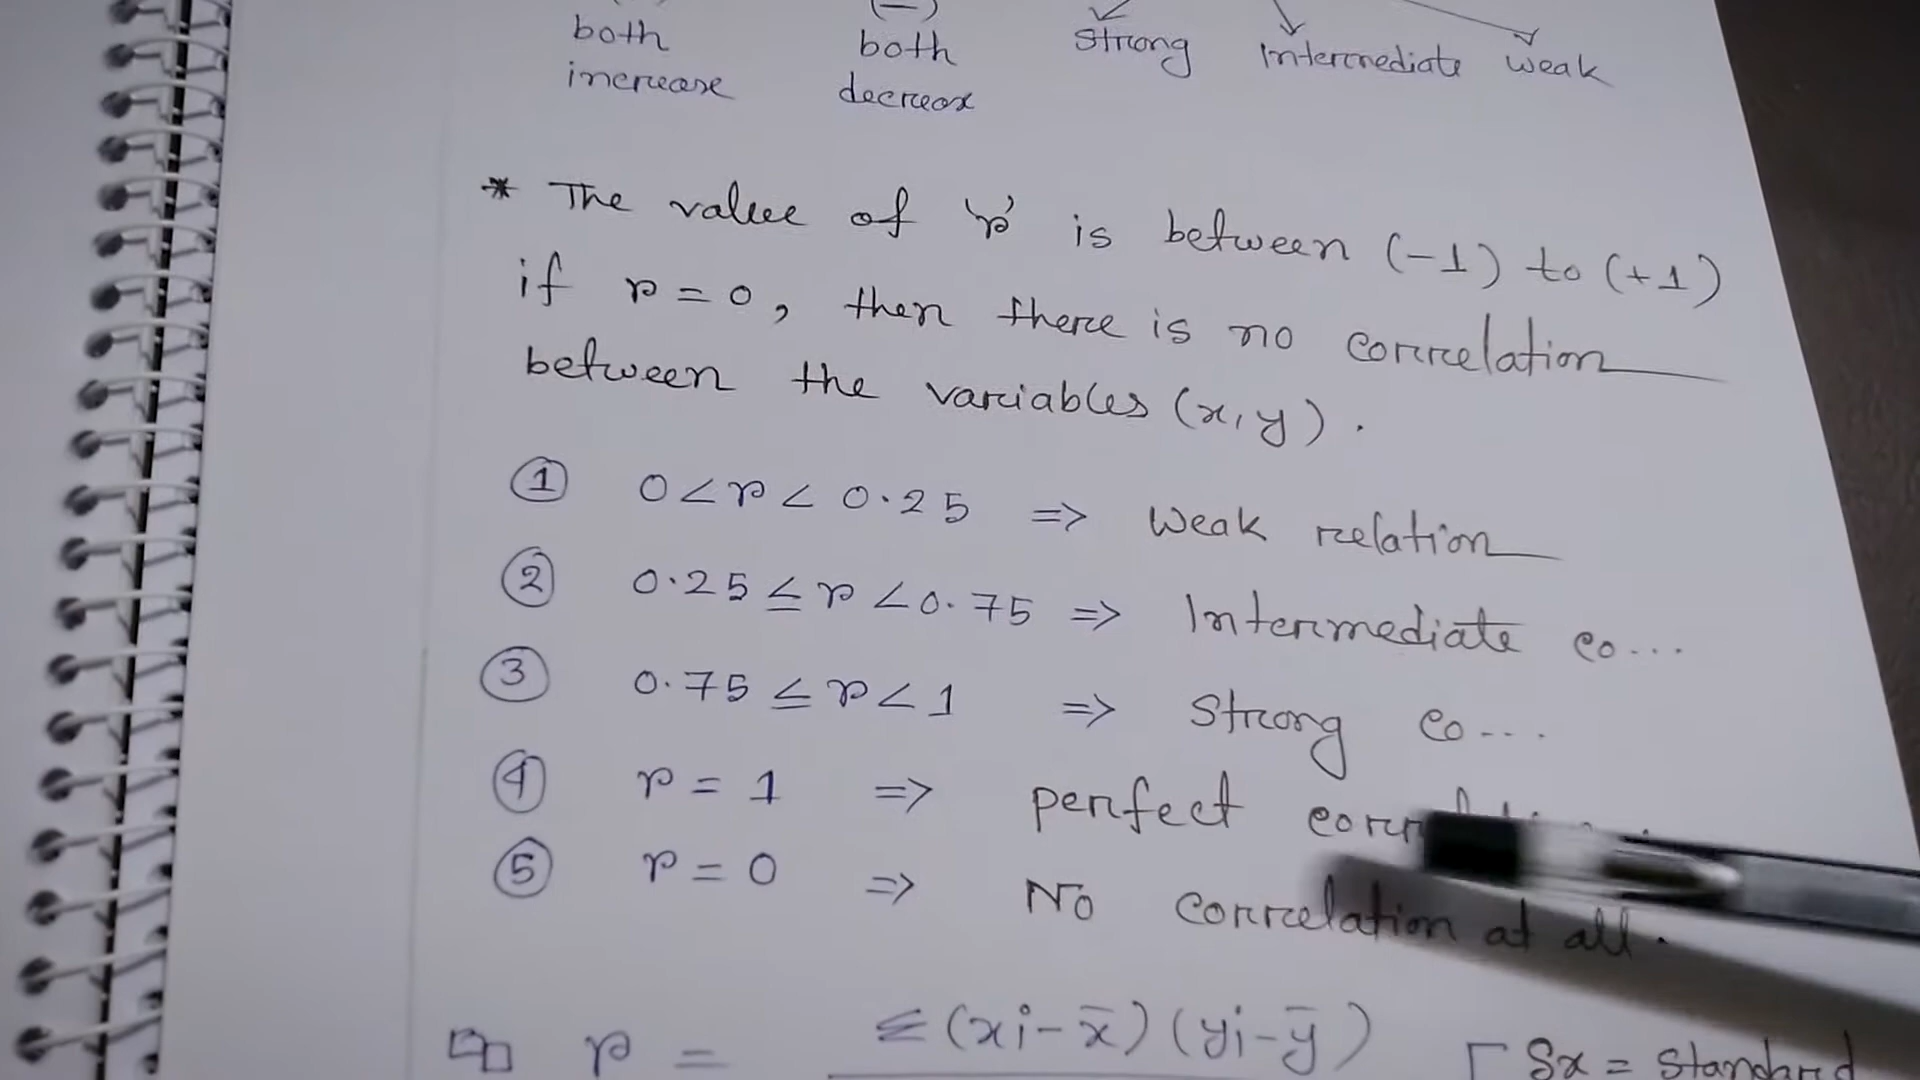 (−)
both both strong Intermediate weak
increase decrease
* The value of 'r' is between (-1) to (+1)
if r = 0, then there is no correlation
between the variables (x, y).
① 0 < r < 0.25 => Weak relation
② 0.25 ≤ r < 0.75 => Intermediate co...
③ 0.75 ≤ r < 1 => Strong co...
④ r = 1 => perfect
⑤ r = 0 => No correlation at all.
r = Σ(xi - x̄)(yi - ȳ) [Sx = Standard